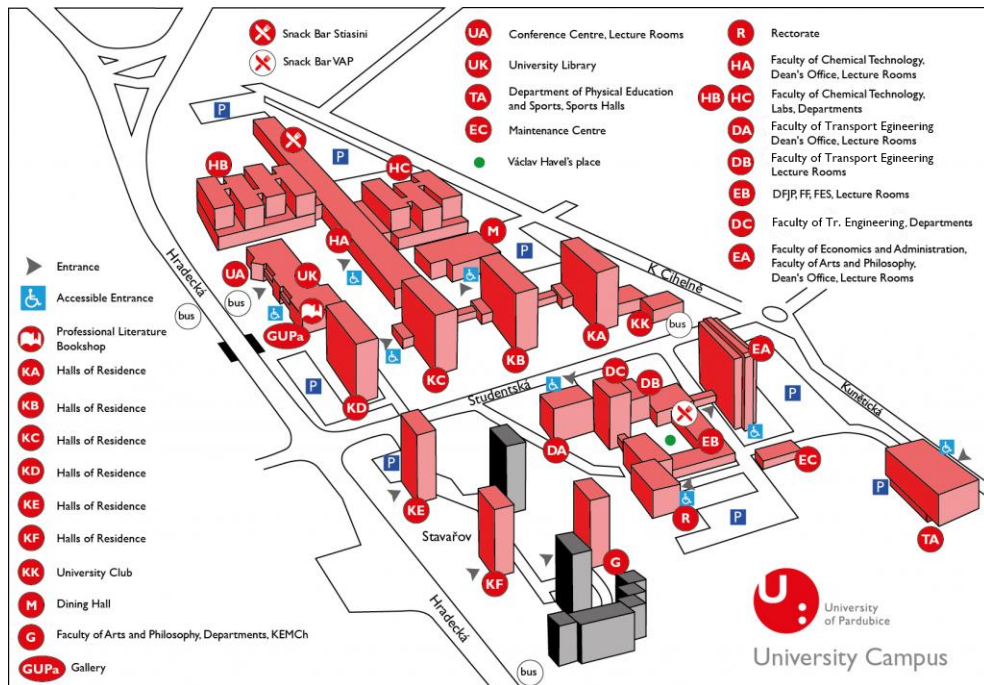 Snack Bar Stiasini
Snack Bar VAP
UA Conference Centre, Lecture Rooms
UK University Library
TA Department of Physical Education
and Sports, Sports Halls
EC Maintenance Centre
Václav Havel's place
R Rectorate
HA Faculty of Chemical Technology,
Dean's Office, Lecture Rooms
HB HC Faculty of Chemical Technology,
Labs, Departments
DA Faculty of Transport Egineering
Dean's Office, Lecture Rooms
DB Faculty of Transport Egineering
Lecture Rooms
EB DFJP, FF, FES, Lecture Rooms
DC Faculty of Tr. Engineering, Departments
EA Faculty of Economics and Administration,
Faculty of Arts and Philosophy,
Dean's Office, Lecture Rooms
Entrance
Accessible Entrance
Professional Literature
Bookshop
KA Halls of Residence
KB Halls of Residence
KC Halls of Residence
KD Halls of Residence
KE Halls of Residence
KF Halls of Residence
KK University Club
M Dining Hall
G Faculty of Arts and Philosophy, Departments, KEMCh
GUPa Gallery
P
P
HB
HC
HA
M
P
UA
UK
GUPa
Hradecká
bus
bus
K Cihelně
KA
KK
bus
KB
KC
KD
P
Studentská
DC
DB
EA
P
Kunětická
DA
EB
EC
P
TA
R
P
P
KE
Stavařov
KF
G
Hradecká
bus
U:
University
of Pardubice
University Campus